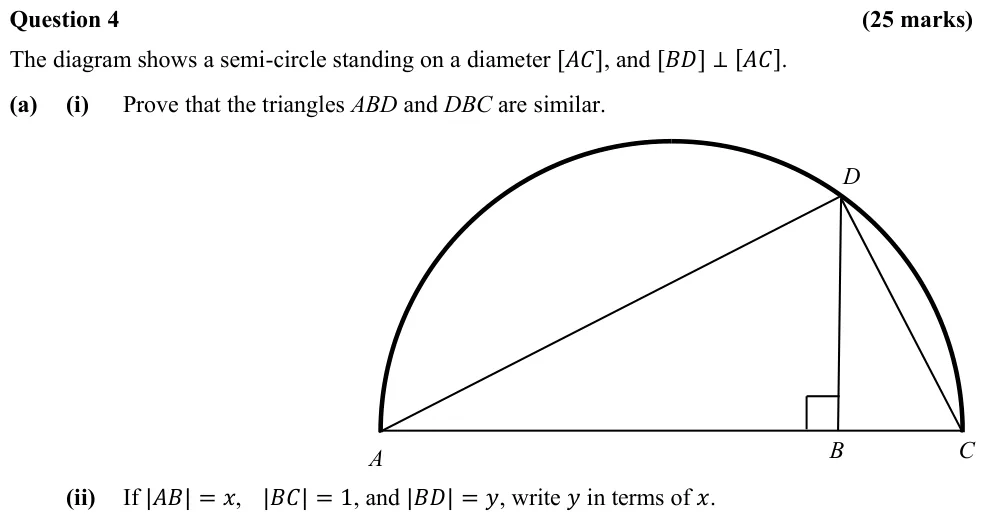 Question 4 (25 marks)
The diagram shows a semi-circle standing on a diameter [AC], and [BD] ⊥ [AC].
(a) (i) Prove that the triangles ABD and DBC are similar.
D
A
B
C
(ii) If |AB| = x, |BC| = 1, and |BD| = y, write y in terms of x.